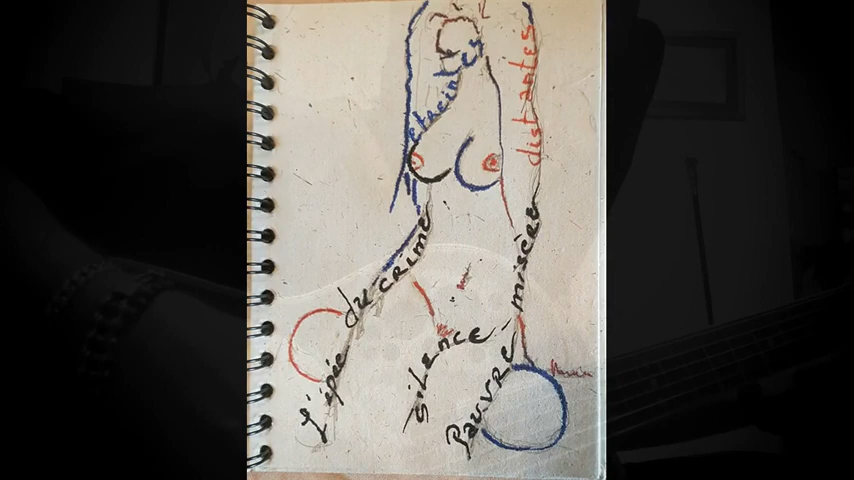 étreintes
distantes
L'épée du crime
silence
Pauvre misère